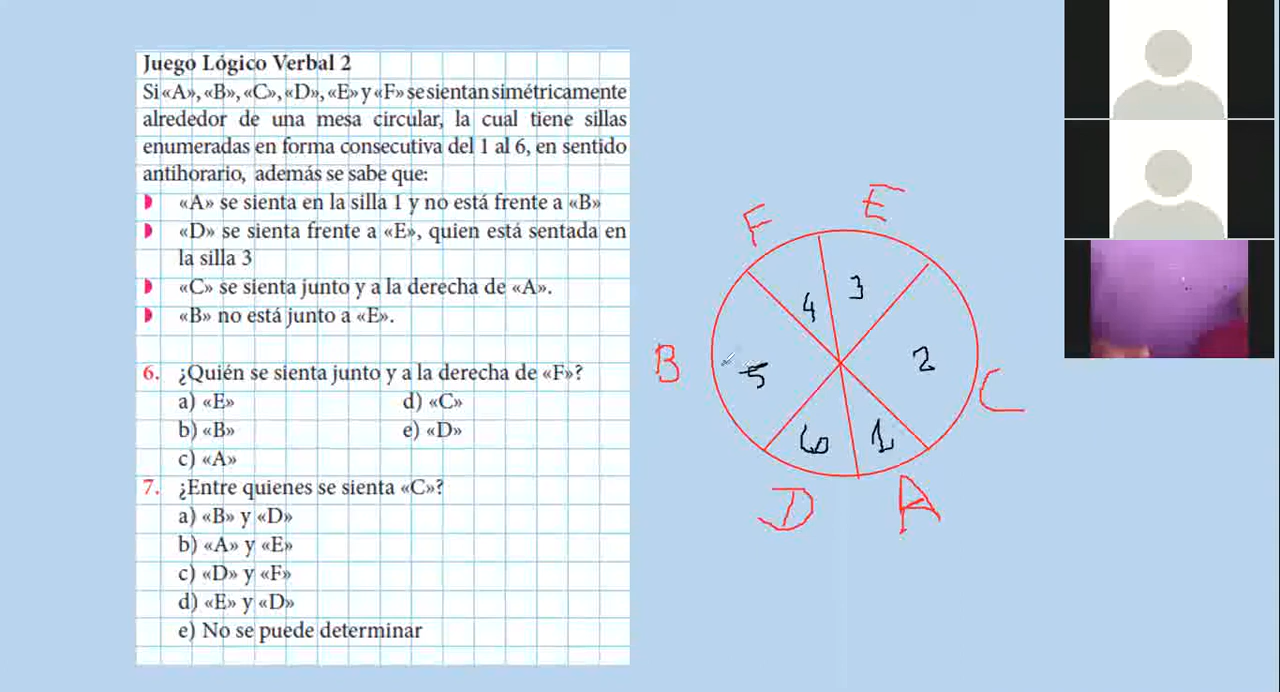 Juego Lógico Verbal 2
Si «A», «B», «C», «D», «E» y «F» se sientan simétricamente
alrededor de una mesa circular, la cual tiene sillas
enumeradas en forma consecutiva del 1 al 6, en sentido
antihorario, además se sabe que:
«A» se sienta en la silla 1 y no está frente a «B»
«D» se sienta frente a «E», quien está sentada en
la silla 3
«C» se sienta junto y a la derecha de «A».
«B» no está junto a «E».
6. ¿Quién se sienta junto y a la derecha de «F»?
a) «E» d) «C»
b) «B» e) «D»
c) «A»
7. ¿Entre quienes se sienta «C»?
a) «B» y «D»
b) «A» y «E»
c) «D» y «F»
d) «E» y «D»
e) No se puede determinar
F E
4 3
B 5 2 C
6 1
D A